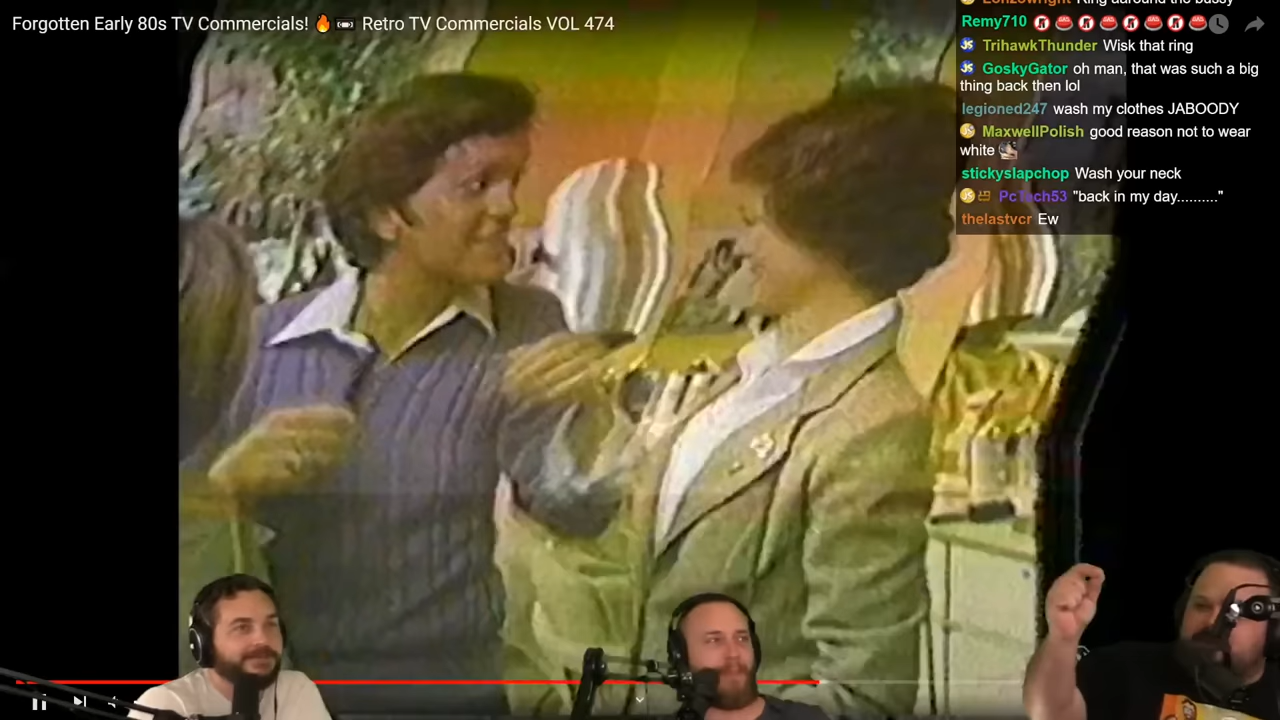 Forgotten Early 80s TV Commercials! 🔥📼 Retro TV Commercials VOL 474
Remy710
TrihawkThunder Wisk that ring
GoskyGator oh man, that was such a big
thing back then lol
legioned247 wash my clothes JABOODY
MaxwellPolish good reason not to wear
white
stickyslapchop Wash your neck
PcTech53 "back in my day.........."
thelastvcr Ew